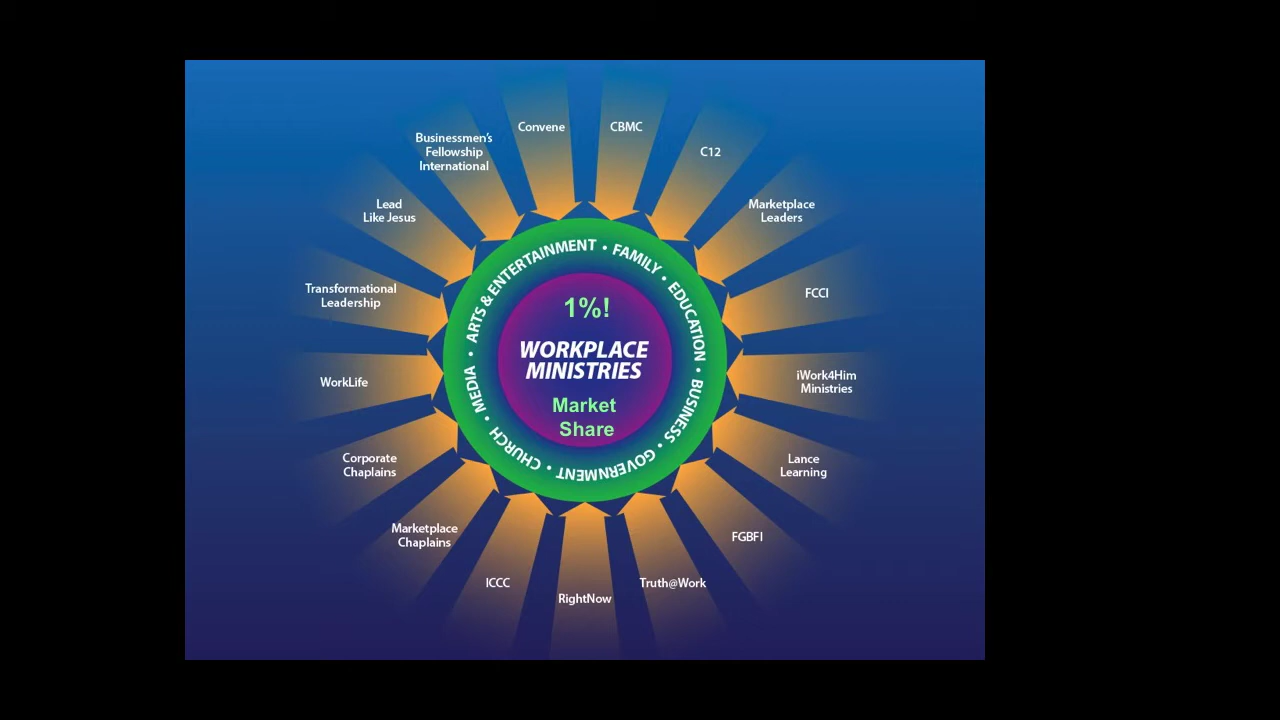 Convene
CBMC
C12
Marketplace
Leaders
FCCI
iWork4Him
Ministries
Lance
Learning
FGBFI
Truth@Work
RightNow
ICCC
Marketplace
Chaplains
Corporate
Chaplains
WorkLife
Transformational
Leadership
Lead
Like Jesus
Businessmen's
Fellowship
International
ARTS & ENTERTAINMENT • FAMILY • EDUCATION • BUSINESS • GOVERNMENT • CHURCH • MEDIA •
1%!
WORKPLACE
MINISTRIES
Market
Share